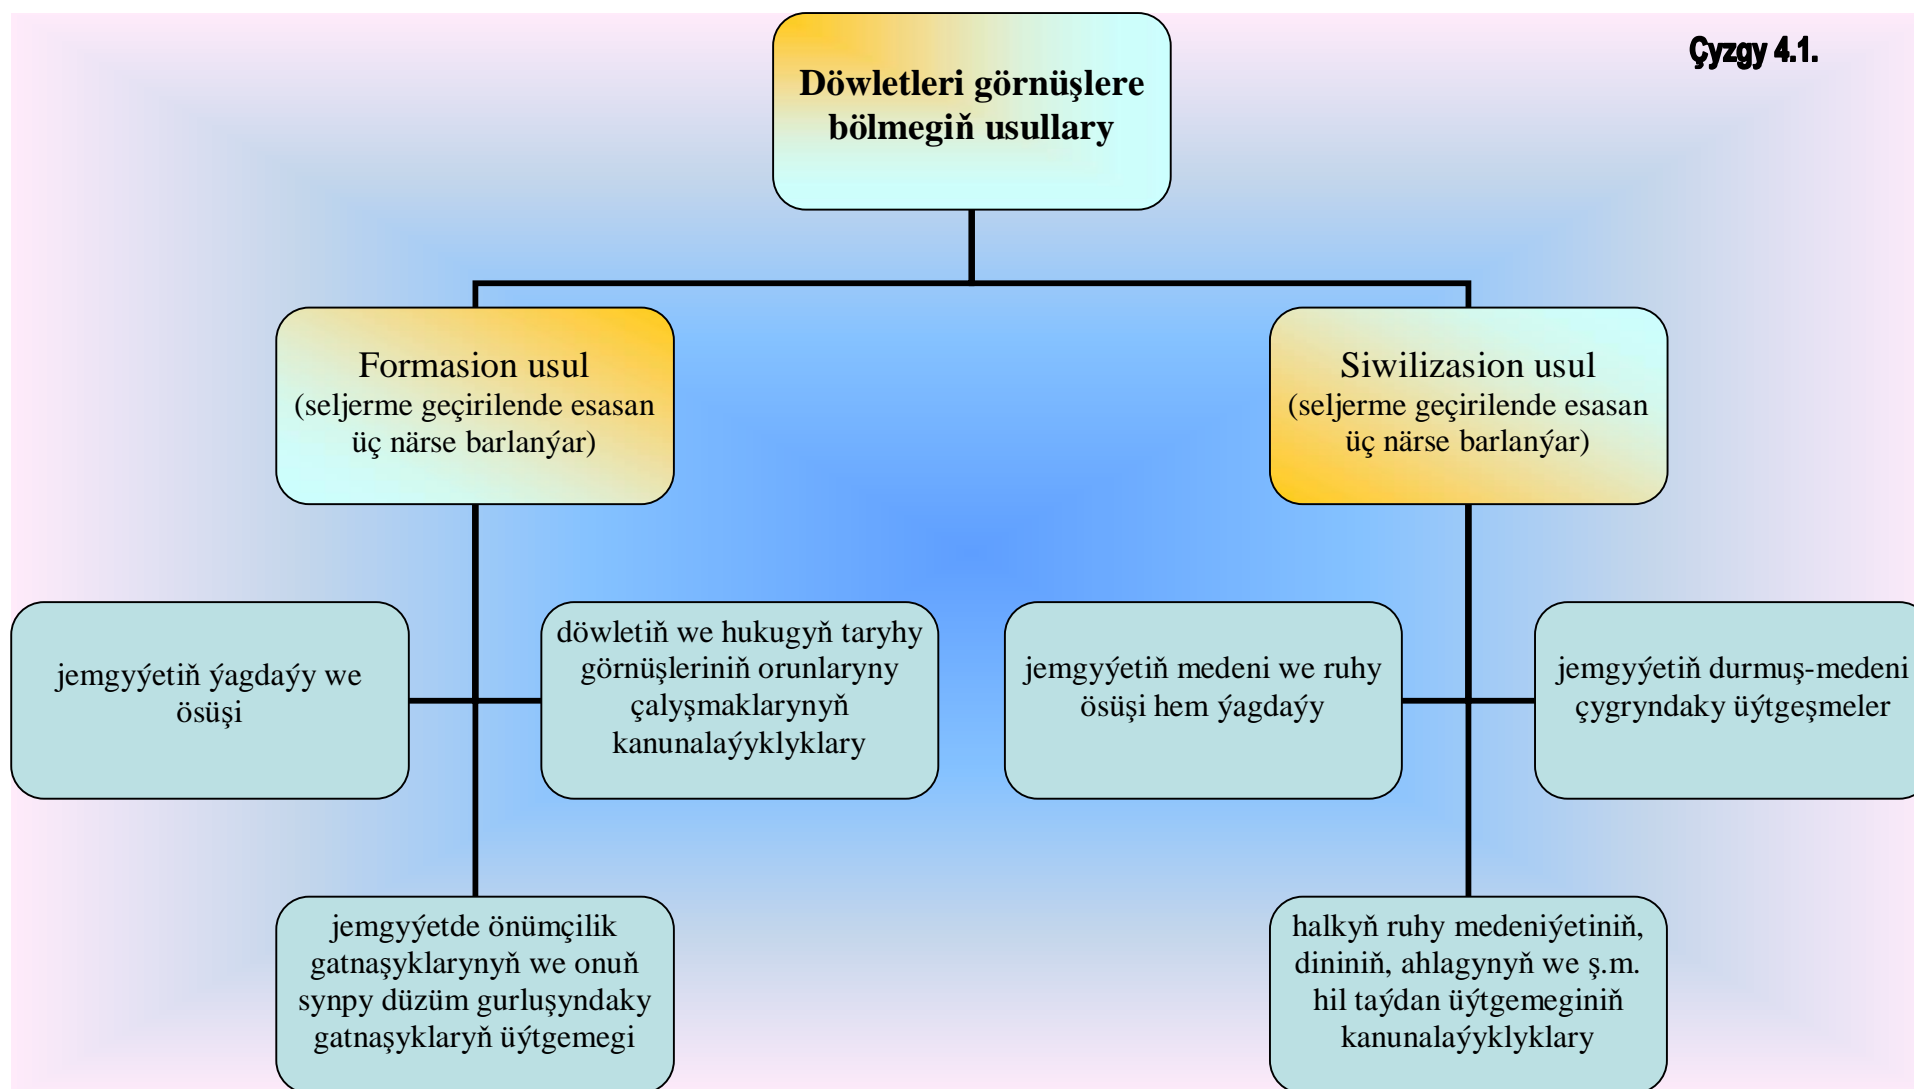 Çyzgy 4.1.
Döwletleri görnüşlere
bölmegiň usullary
Formasion usul
(seljerme geçirilende esasan
üç närse barlanýar)
Siwilizasion usul
(seljerme geçirilende esasan
üç närse barlanýar)
jemgyýetiň ýagdaýy we
ösüşi
döwletiň we hukugyň taryhy
görnüşleriniň orunlaryny
çalyşmaklarynyň
kanunalaýyklyklary
jemgyýetiň medeni we ruhy
ösüşi hem ýagdaýy
jemgyýetiň durmuş-medeni
çygryndaky üýtgeşmeler
jemgyýetde önümçilik
gatnaşyklarynyň we onuň
synpy düzüm gurluşyndaky
gatnaşyklaryň üýtgemegi
halkyň ruhy medeniýetiniň,
dininiň, ahlagynyň we ş.m.
hil taýdan üýtgemeginiň
kanunalaýyklyklary